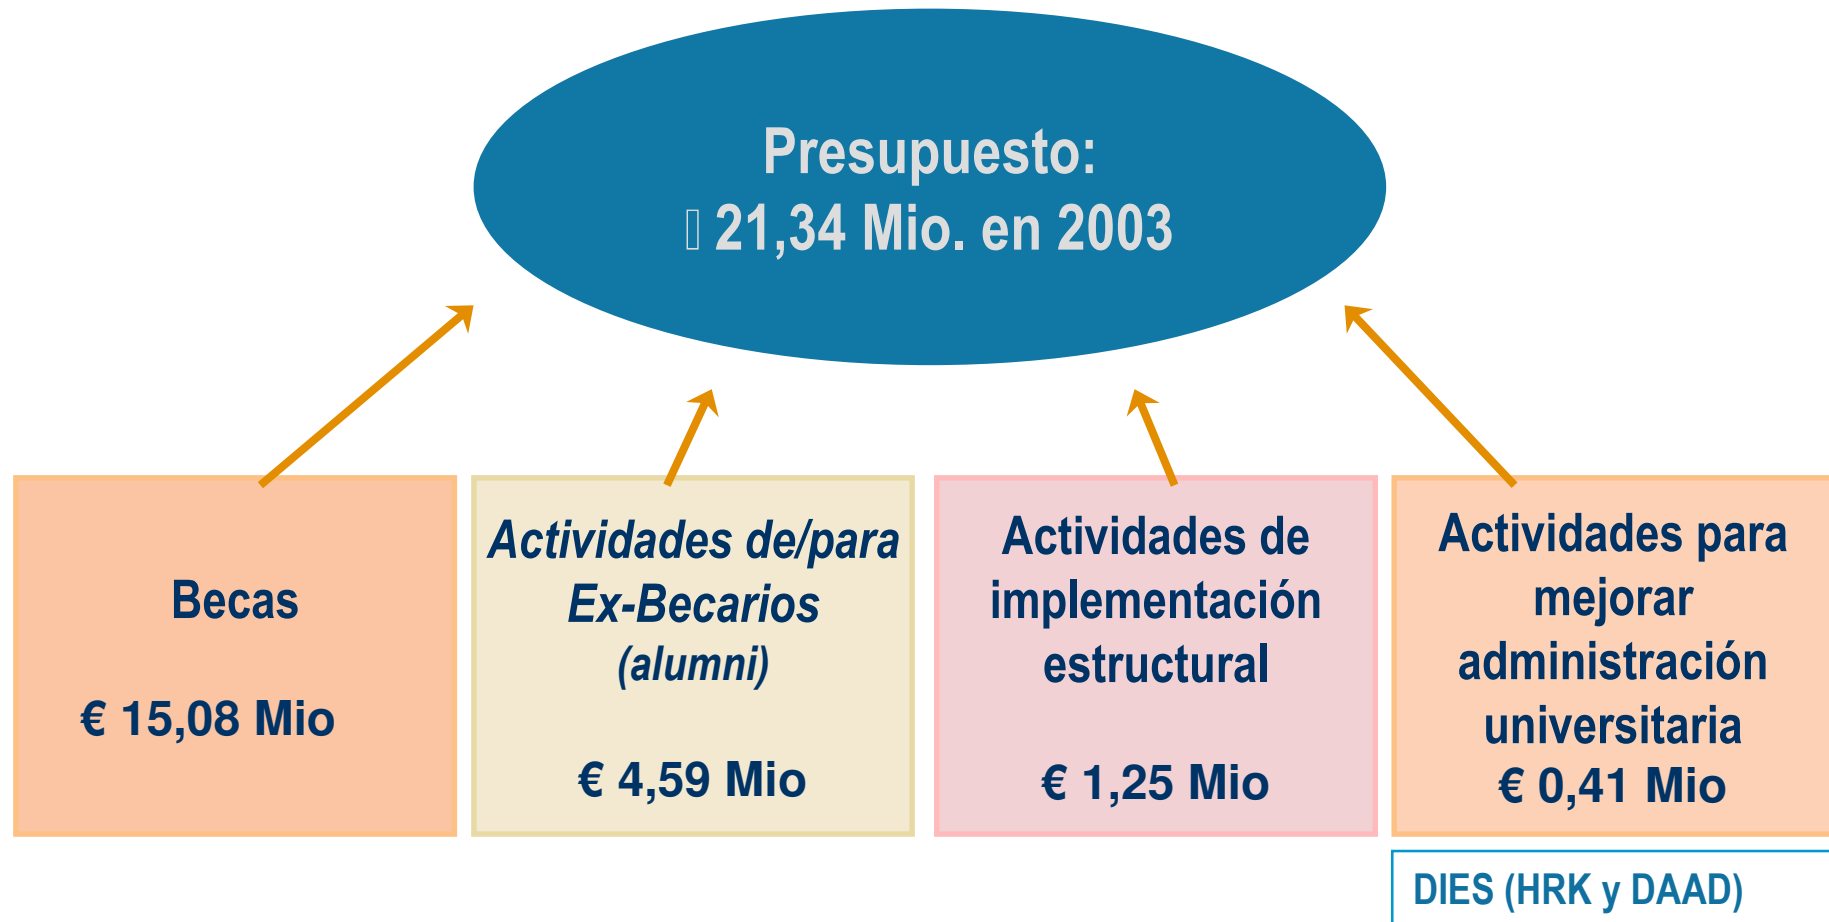 Presupuesto:
21,34 Mio. en 2003
Becas
€ 15,08 Mio
Actividades de/para
Ex-Becarios
(alumni)
€ 4,59 Mio
Actividades de
implementación
estructural
€ 1,25 Mio
Actividades para
mejorar
administración
universitaria
€ 0,41 Mio
DIES (HRK y DAAD)